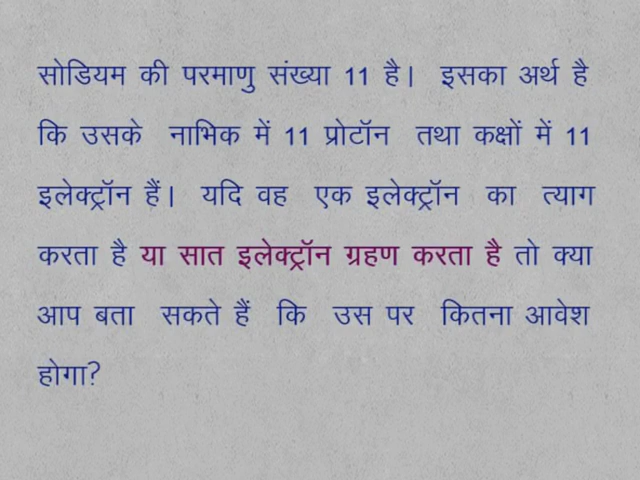 सोडियम की परमाणु संख्या 11 है। इसका अर्थ है
कि उसके नाभिक में 11 प्रोटॉन तथा कक्षों में 11
इलेक्ट्रॉन हैं। यदि वह एक इलेक्ट्रॉन का त्याग
करता है या सात इलेक्ट्रॉन ग्रहण करता है तो क्या
आप बता सकते हैं कि उस पर कितना आवेश
होगा?